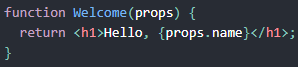 function Welcome(props) {
  return <h1>Hello, {props.name}</h1>;
}